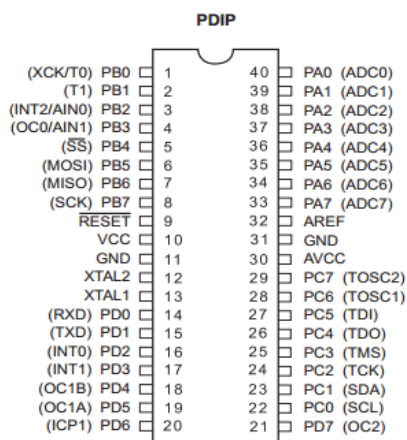 PDIP
(XCK/T0) PB0 1 40 PA0 (ADC0)
(T1) PB1 2 39 PA1 (ADC1)
(INT2/AIN0) PB2 3 38 PA2 (ADC2)
(OC0/AIN1) PB3 4 37 PA3 (ADC3)
(S̅S̅) PB4 5 36 PA4 (ADC4)
(MOSI) PB5 6 35 PA5 (ADC5)
(MISO) PB6 7 34 PA6 (ADC6)
(SCK) PB7 8 33 PA7 (ADC7)
R̅E̅S̅E̅T̅ 9 32 AREF
VCC 10 31 GND
GND 11 30 AVCC
XTAL2 12 29 PC7 (TOSC2)
XTAL1 13 28 PC6 (TOSC1)
(RXD) PD0 14 27 PC5 (TDI)
(TXD) PD1 15 26 PC4 (TDO)
(INT0) PD2 16 25 PC3 (TMS)
(INT1) PD3 17 24 PC2 (TCK)
(OC1B) PD4 18 23 PC1 (SDA)
(OC1A) PD5 19 22 PC0 (SCL)
(ICP1) PD6 20 21 PD7 (OC2)